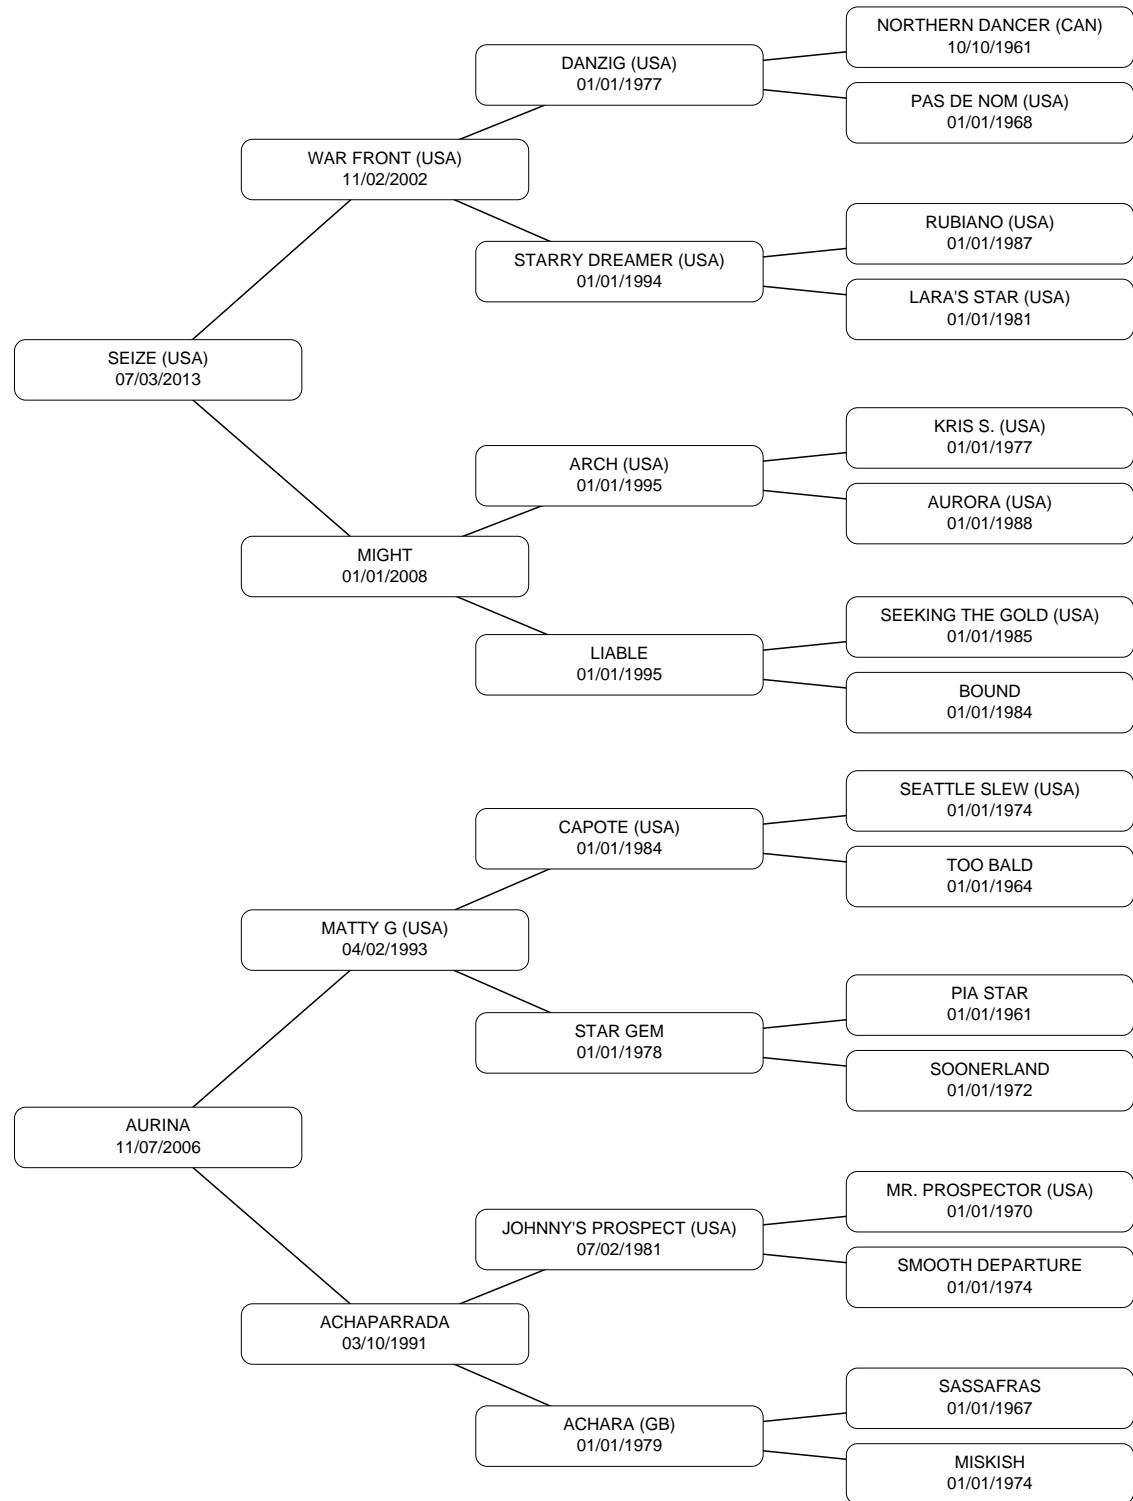 NORTHERN DANCER (CAN)
10/10/1961
DANZIG (USA)
01/01/1977
PAS DE NOM (USA)
01/01/1968
WAR FRONT (USA)
11/02/2002
RUBIANO (USA)
01/01/1987
STARRY DREAMER (USA)
01/01/1994
LARA'S STAR (USA)
01/01/1981
SEIZE (USA)
07/03/2013
KRIS S. (USA)
01/01/1977
ARCH (USA)
01/01/1995
AURORA (USA)
01/01/1988
MIGHT
01/01/2008
SEEKING THE GOLD (USA)
01/01/1985
LIABLE
01/01/1995
BOUND
01/01/1984
SEATTLE SLEW (USA)
01/01/1974
CAPOTE (USA)
01/01/1984
TOO BALD
01/01/1964
MATTY G (USA)
04/02/1993
PIA STAR
01/01/1961
STAR GEM
01/01/1978
SOONERLAND
01/01/1972
AURINA
11/07/2006
MR. PROSPECTOR (USA)
01/01/1970
JOHNNY'S PROSPECT (USA)
07/02/1981
SMOOTH DEPARTURE
01/01/1974
ACHAPARRADA
03/10/1991
SASSAFRAS
01/01/1967
ACHARA (GB)
01/01/1979
MISKISH
01/01/1974